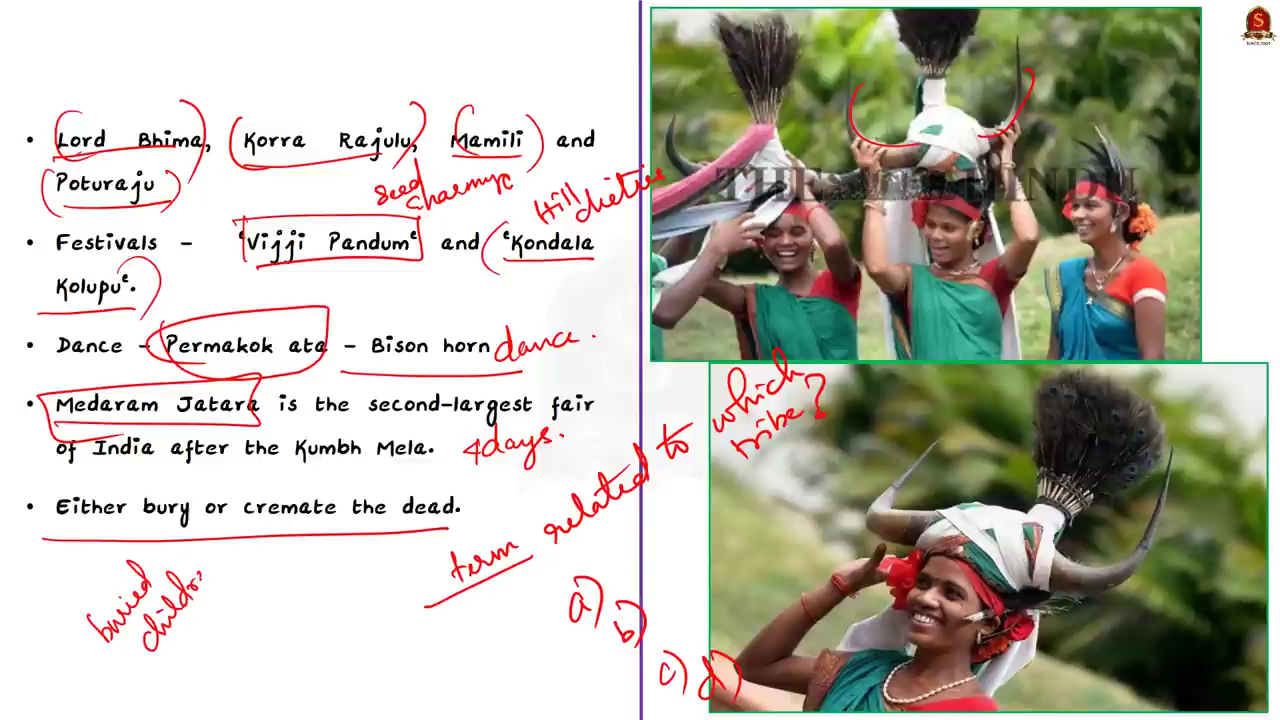 • Lord Bhima, Korra Rajulu, Mamili and
Poturaju
seed
charmyc
Hill
dieties
• Festivals – ‘Vijji Pandum‘ and ‘Kondala
Kolupu‘.
• Dance – Permakok ata – Bison horn dance.
• Medaram Jatara is the second-largest fair
of India after the Kumbh Mela. 4days.
• Either bury or cremate the dead.
buried
term related to which
tribe?
a)
b)
c) d)